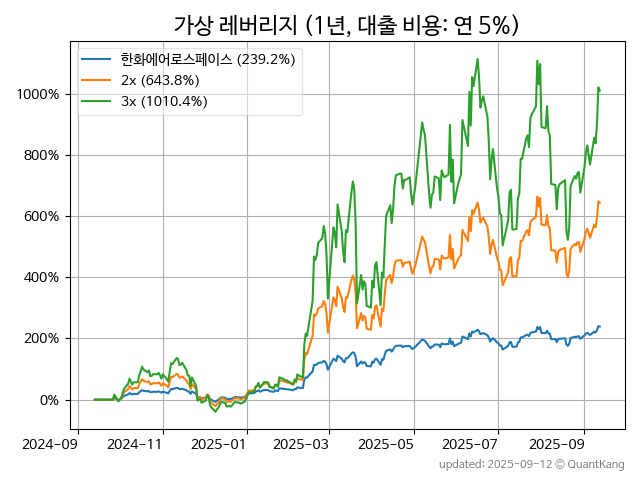 가상 레버리지 (1년, 대출 비용: 연 5%)
한화에어로스페이스 (239.2%)
2x (643.8%)
3x (1010.4%)
1000%
800%
600%
400%
200%
0%
2024-09 2024-11 2025-01 2025-03 2025-05 2025-07 2025-09
updated: 2025-09-12 © QuantKang